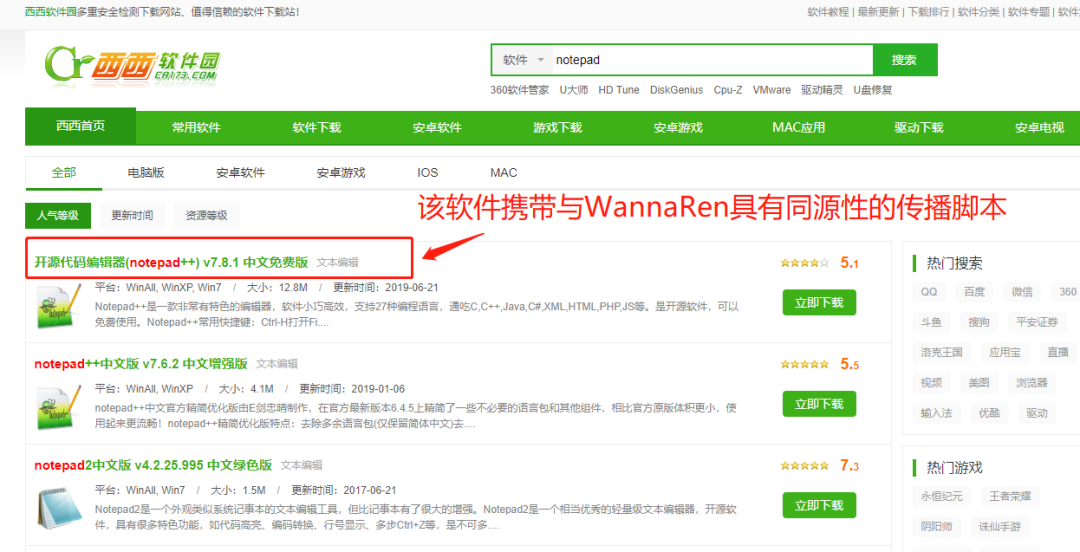 西西软件园多重安全检测下载网站、值得信赖的软件下载站!
软件教程 | 最新更新 | 下载排行 | 软件分类 | 软件专题 |
Cr西西软件园
CR173.COM
软件 notepad 搜索
360软件管家 U大师 HD Tune DiskGenius Cpu-Z VMware 驱动精灵 U盘修复
西西首页 常用软件 软件下载 安卓软件 游戏下载 安卓游戏 MAC应用 驱动下载 安卓电视
全部 电脑版 安卓软件 安卓游戏 IOS MAC
人气等级 更新时间 资源等级
该软件携带与WannaRen具有同源性的传播脚本
开源代码编辑器(notepad++) v7.8.1 中文免费版 文本编辑
5.1
平台：WinAll, WinXP, Win7 / 大小：12.8M / 更新时间：2019-06-21
Notepad++是一款非常有特色的编辑器，软件小巧高效，支持27种编程语言，通吃C,C++,Java,C#,XML,HTML,PHP,JS等。是开源软件，可以
免费使用。Notepad++常用快捷键：Ctrl-H打开Fi....
立即下载
notepad++中文版 v7.6.2 中文增强版 文本编辑
5.5
平台：WinAll, WinXP / 大小：4.1M / 更新时间：2019-01-06
notepad++中文官方精简优化版由E剑志晴制作，在官方最新版本6.4.5上精简了一些不必要的语言包和其他组件，相比官方原版体积更小，使
用起来更流畅！notepad++精简优化版特点：去除多余语言包(仅保留简体中文)去....
立即下载
notepad2中文版 v4.2.25.995 中文绿色版 文本编辑
7.3
平台：WinAll, Win7 / 大小：1.5M / 更新时间：2017-06-21
Notepad2是一个外观类似系统记事本的文本编辑工具，但比记事本有了很大的增强。Notepad2是一个相当优秀的轻量级文本编辑器，开源软
件，具有很多特色功能，如代码高亮、编码转换、行号显示、多步Ctrl+Z等，是不可多....
立即下载
热门搜索
QQ 百度 微信 360
斗鱼 搜狗 平安证券
洛克王国 应用宝 直播
视频 美图 浏览器
输入法 优酷 驱动
热门游戏
永恒纪元 王者荣耀
阴阳师 诛仙手游